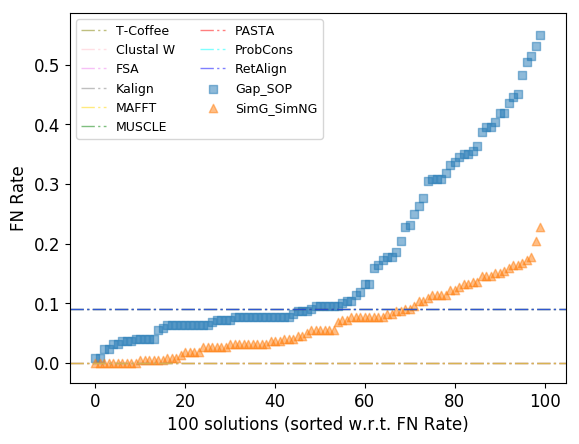 T-Coffee
Clustal W
FSA
Kalign
MAFFT
MUSCLE
PASTA
ProbCons
RetAlign
Gap_SOP
SimG_SimNG
FN Rate
0.5
0.4
0.3
0.2
0.1
0.0
0 20 40 60 80 100
100 solutions (sorted w.r.t. FN Rate)